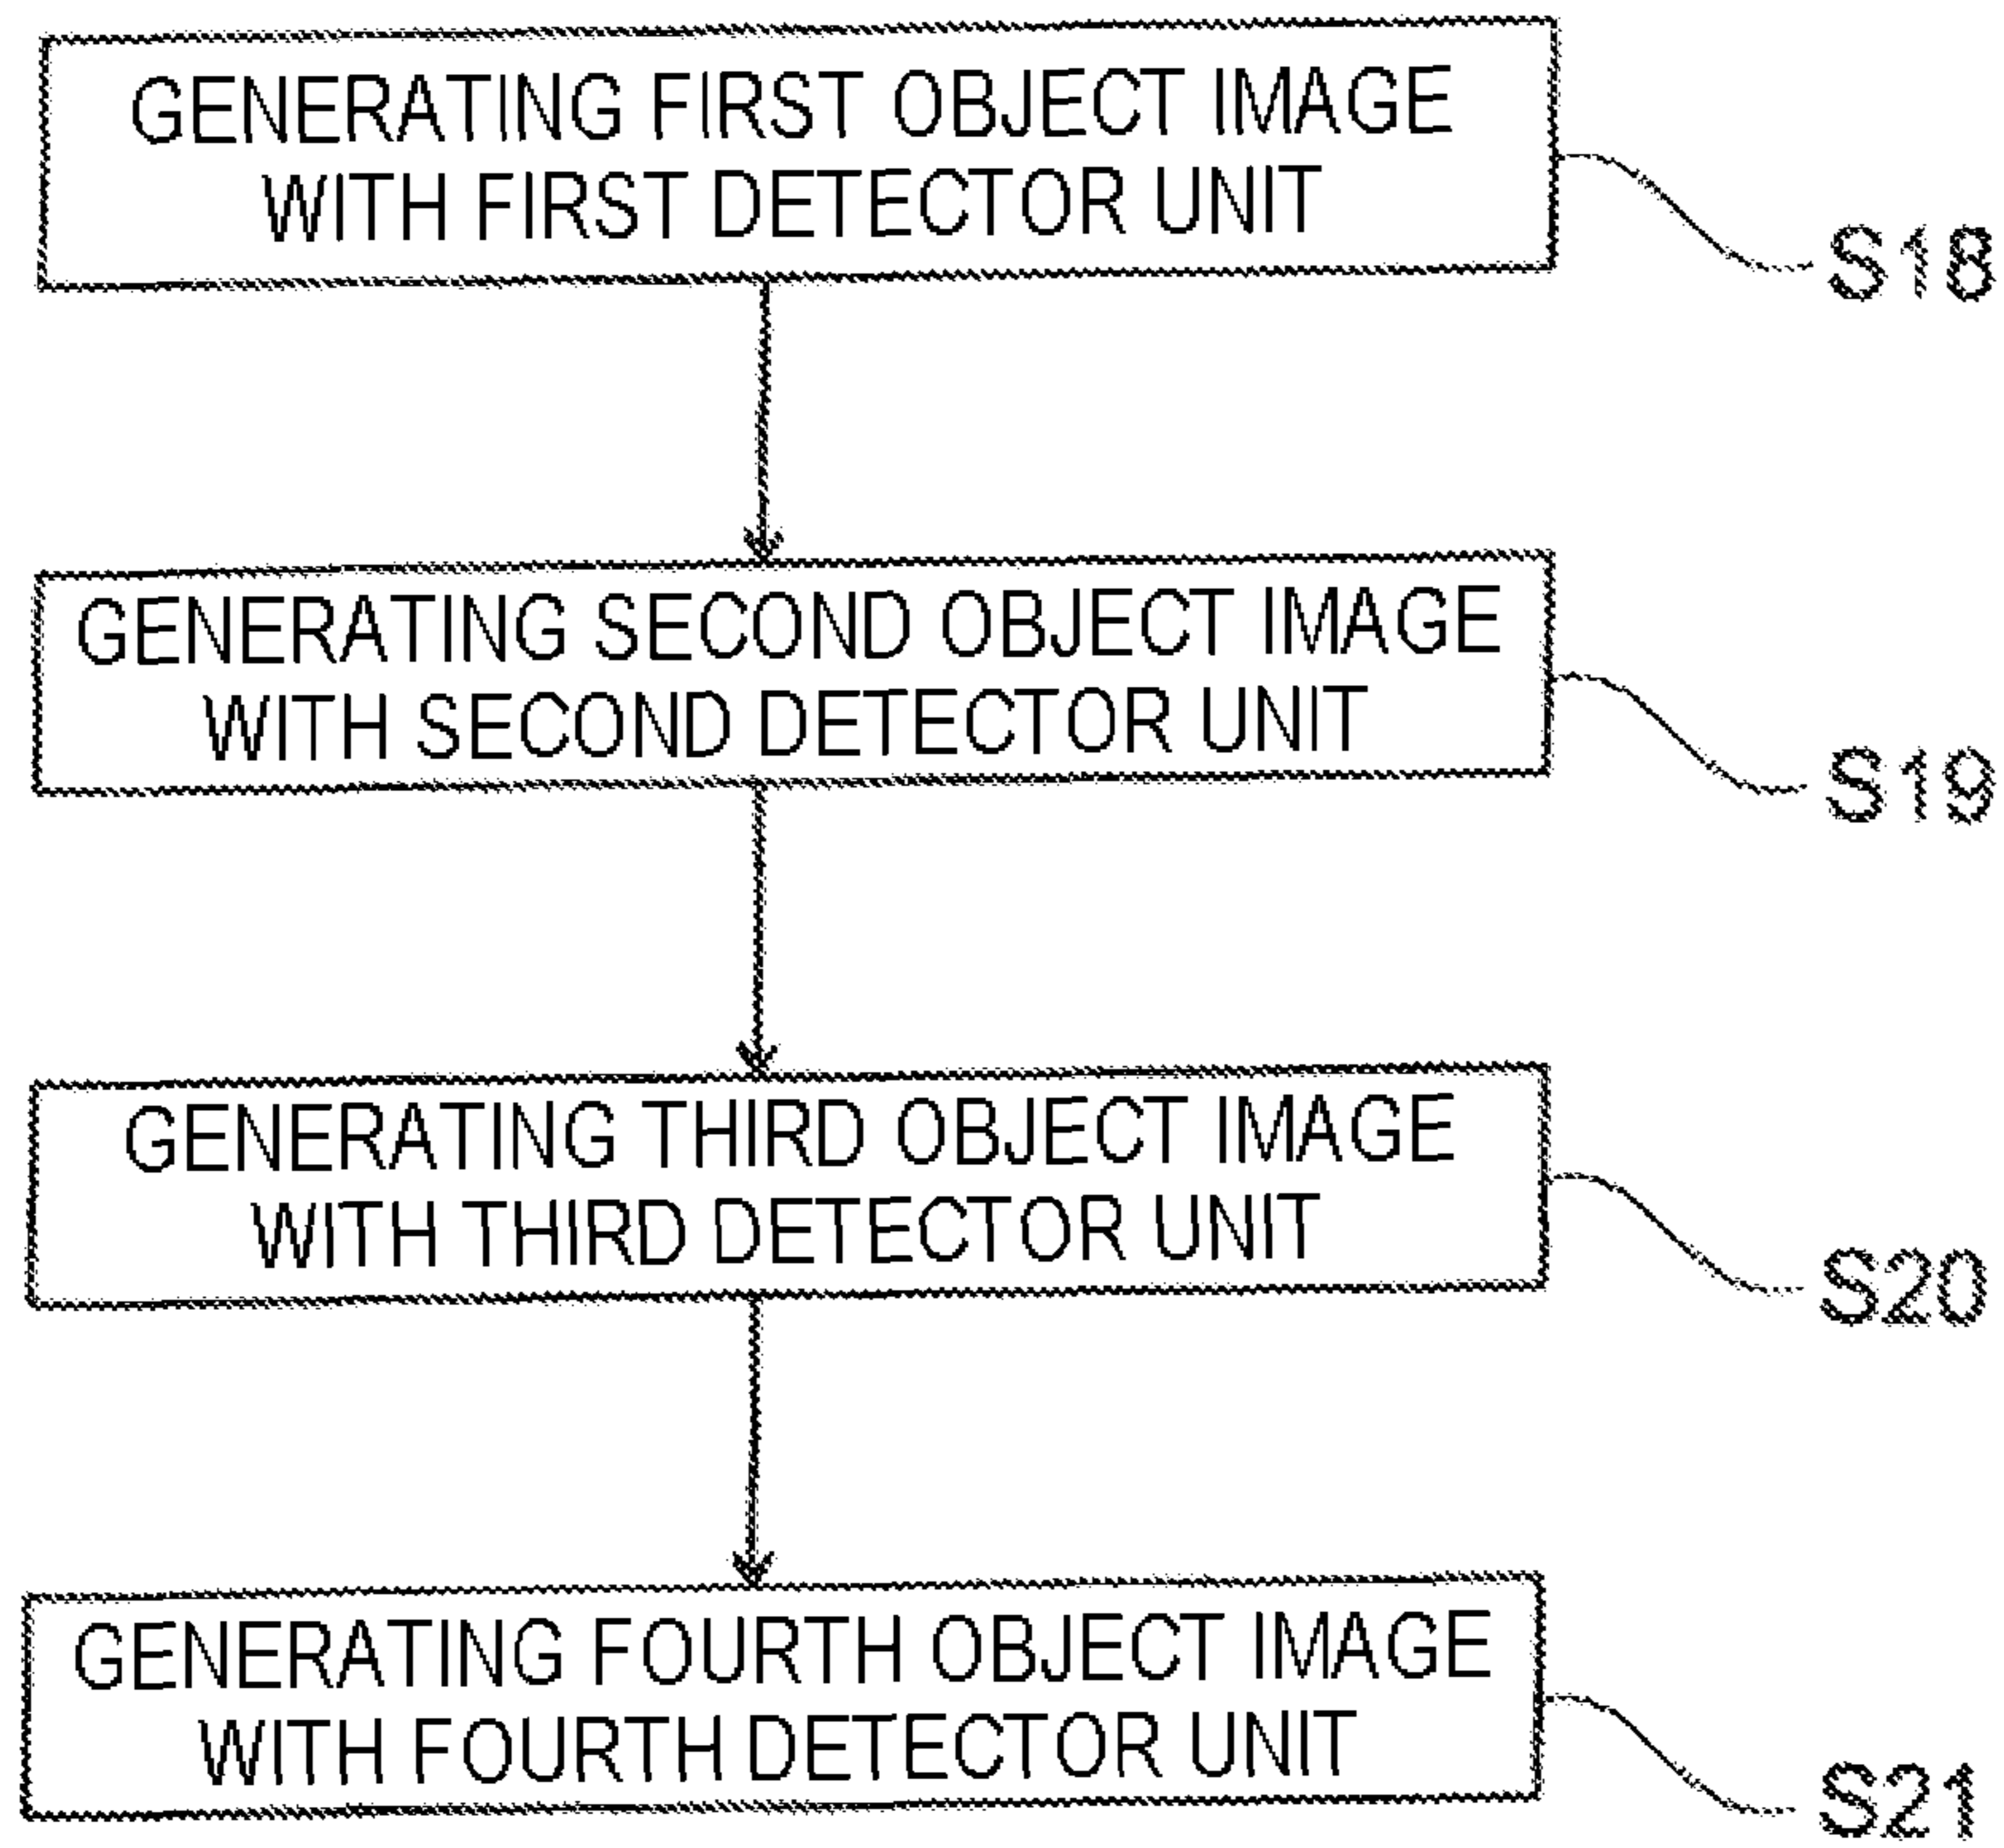 GENERATING FIRST OBJECT IMAGE
WITH FIRST DETECTOR UNIT
S18
GENERATING SECOND OBJECT IMAGE
WITH SECOND DETECTOR UNIT
S19
GENERATING THIRD OBJECT IMAGE
WITH THIRD DETECTOR UNIT
S20
GENERATING FOURTH OBJECT IMAGE
WITH FOURTH DETECTOR UNIT
S21